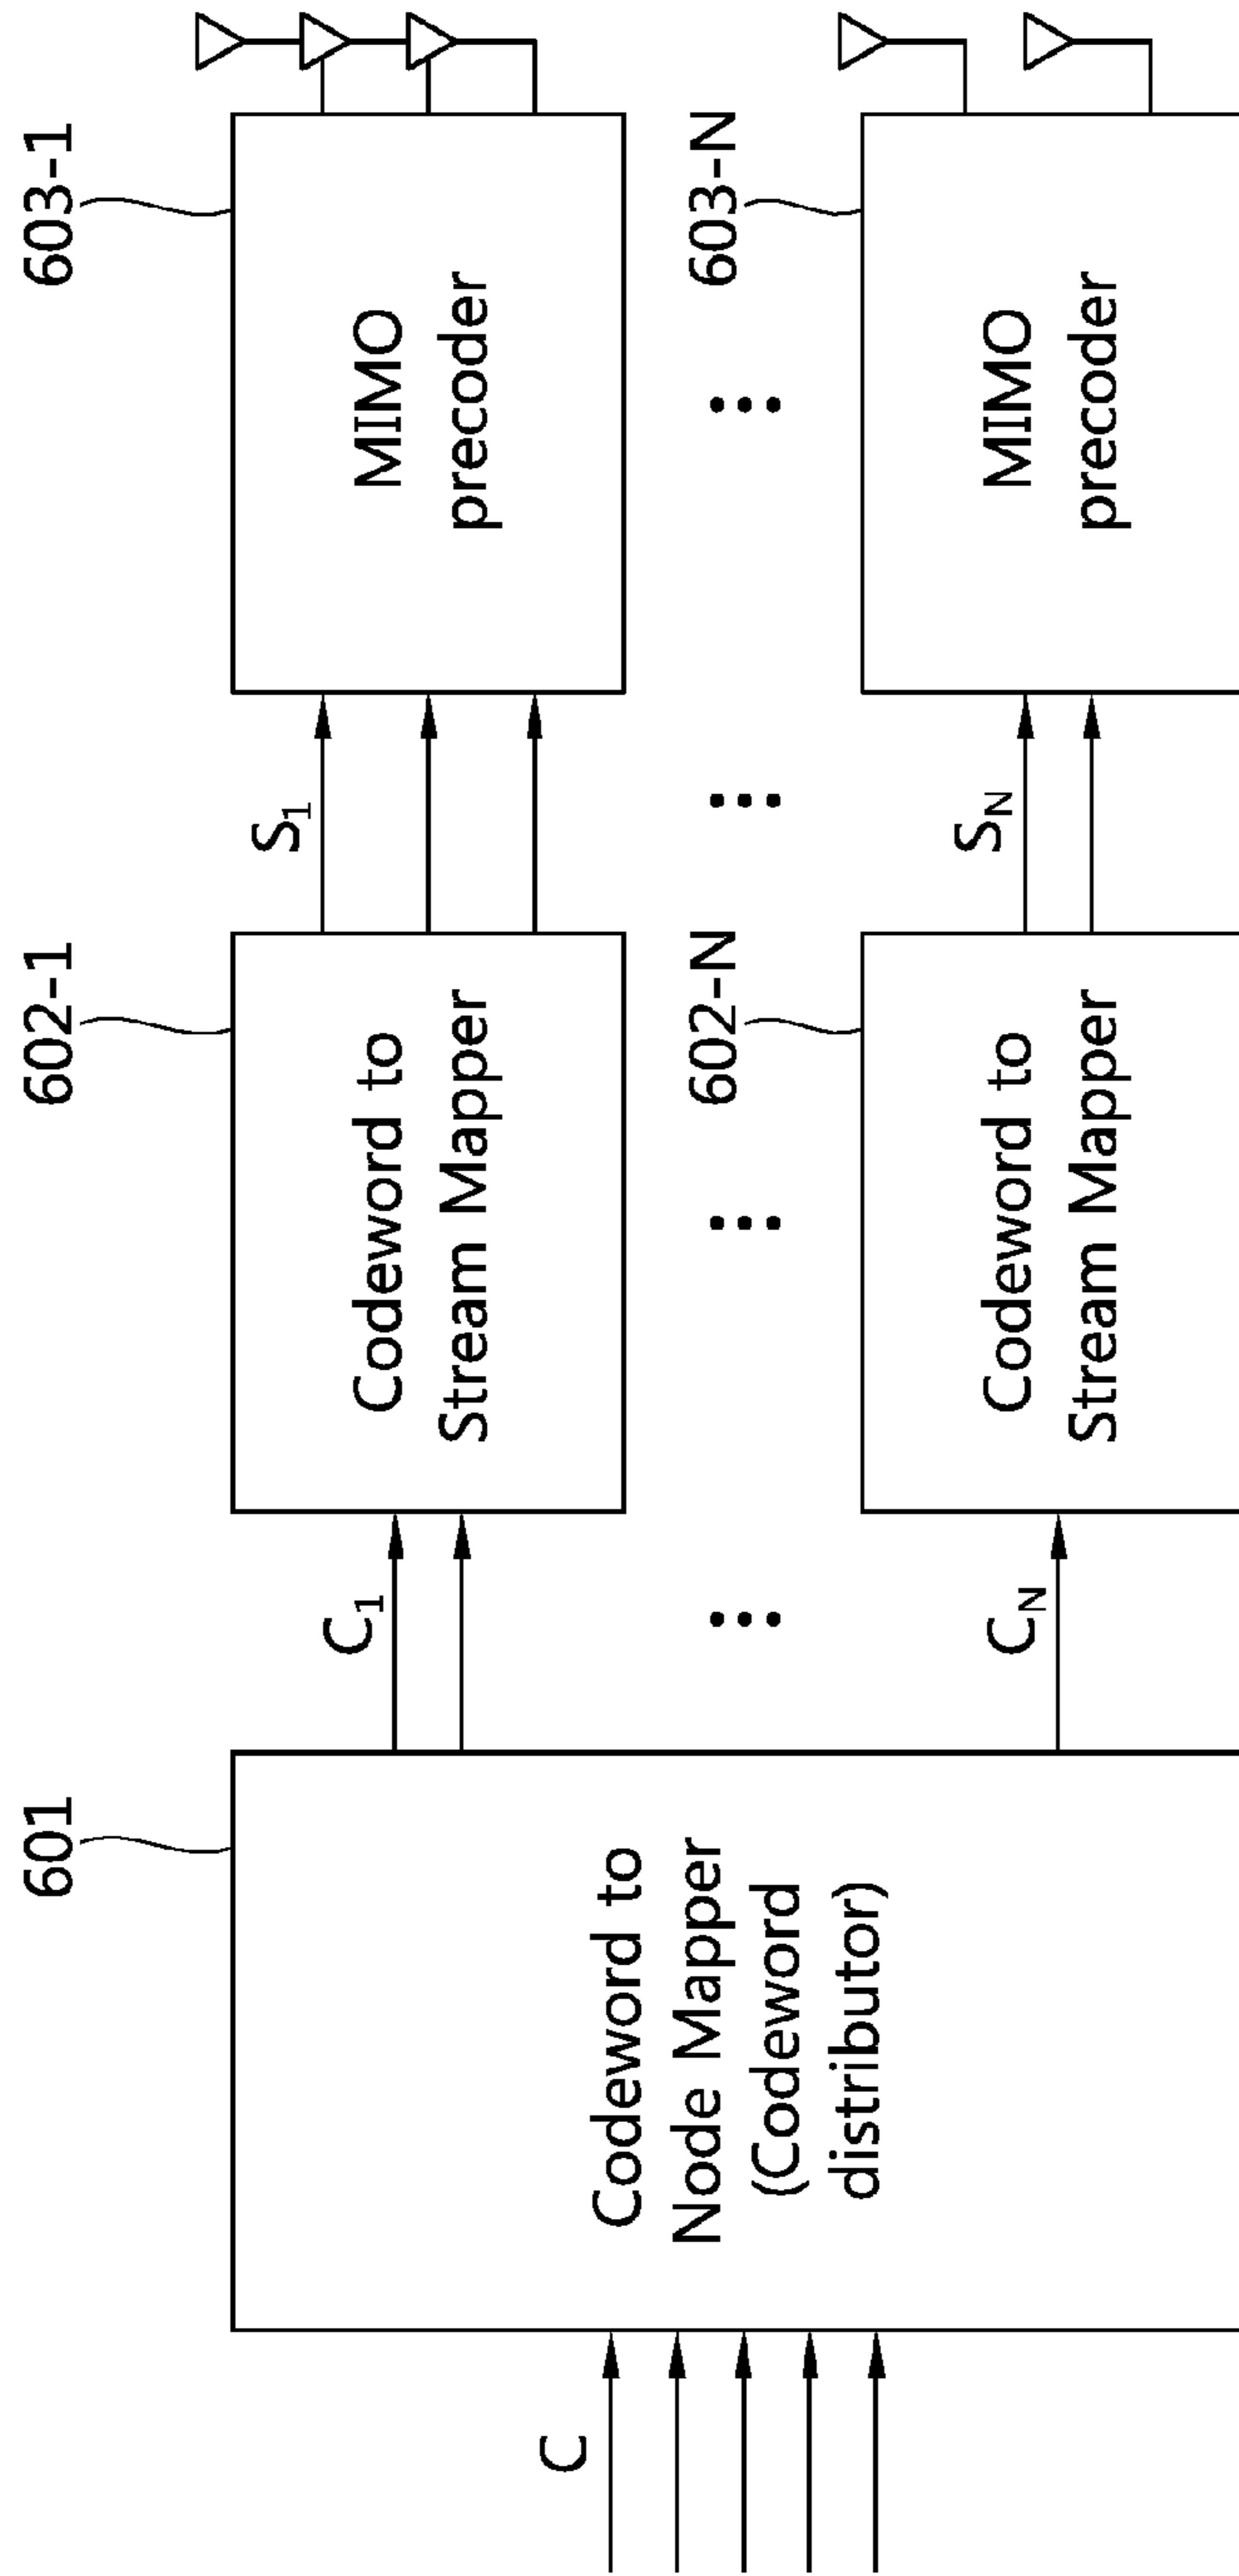 601
602-1
603-1
C
Codeword to
Node Mapper
(Codeword
distributor)
C1
Codeword to
Stream Mapper
S1
MIMO
precoder
602-N
603-N
CN
Codeword to
Stream Mapper
SN
MIMO
precoder